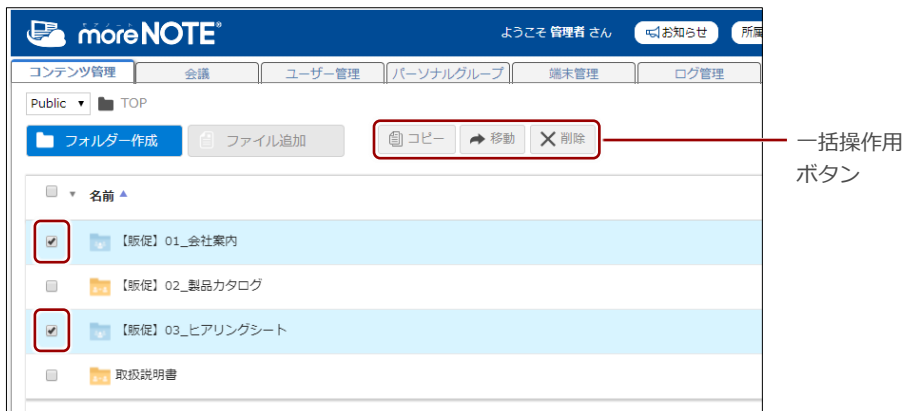 モアノート
moreNOTE®
ようこそ 管理者 さん
お知らせ
所属
コンテンツ管理
会議
ユーザー管理
パーソナルグループ
端末管理
ログ管理
Public ▼ TOP
フォルダー作成
ファイル追加
コピー
移動
削除
一括操作用
ボタン
名前
【販促】01_会社案内
【販促】02_製品カタログ
【販促】03_ヒアリングシート
取扱説明書